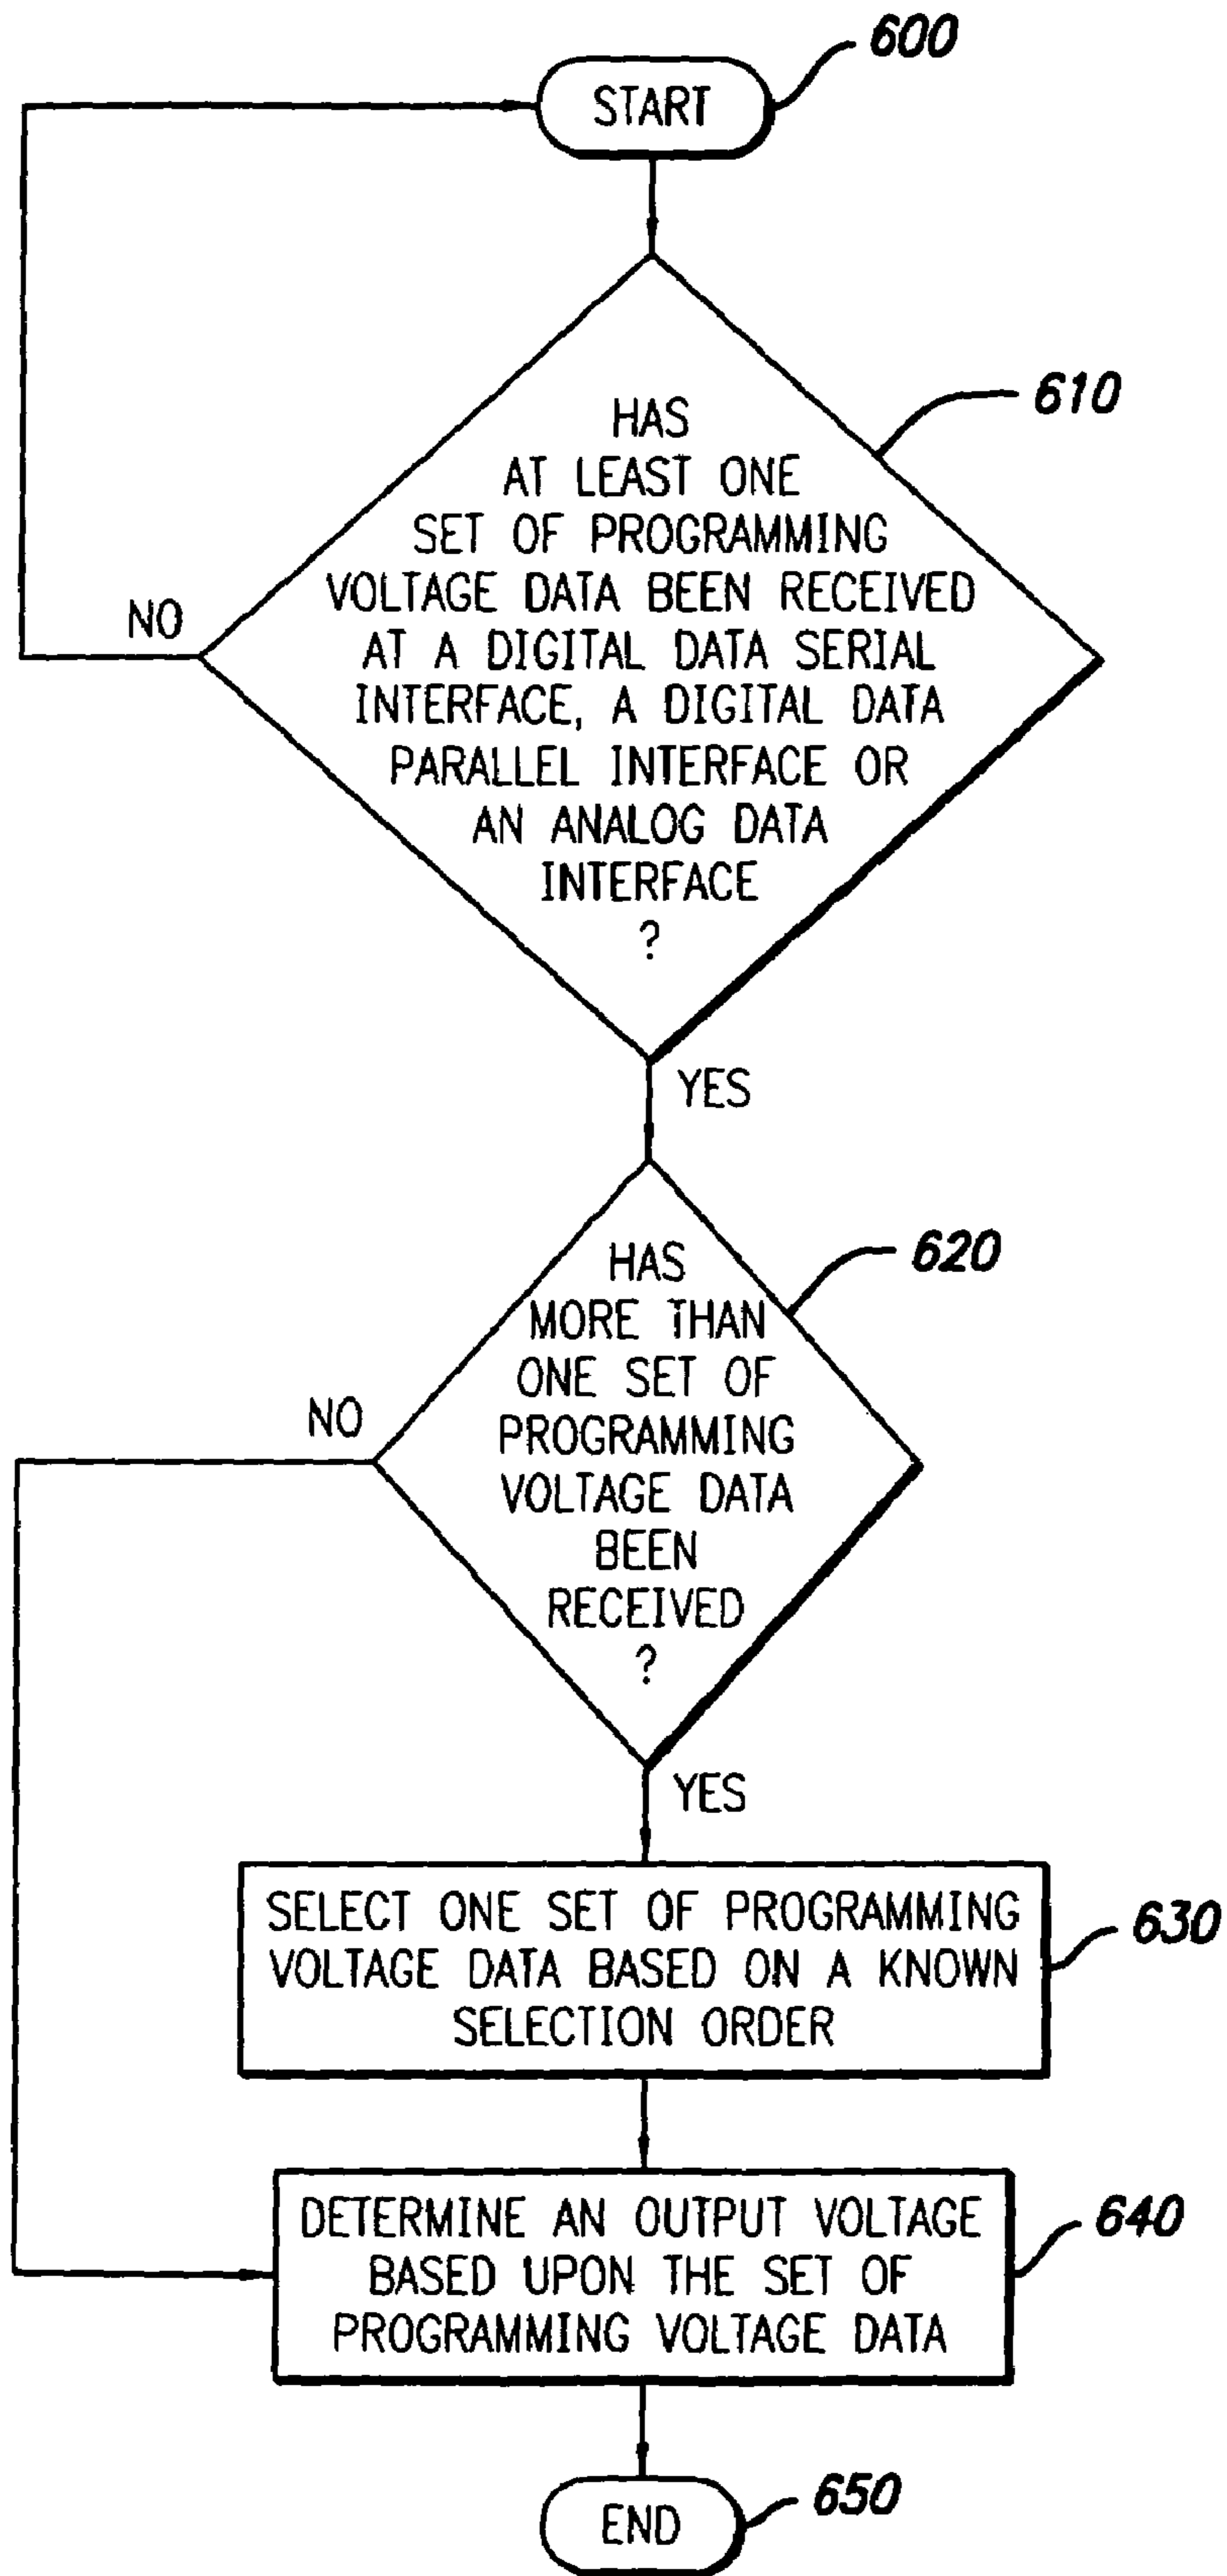 600
START
610
HAS
AT LEAST ONE
SET OF PROGRAMMING
VOLTAGE DATA BEEN RECEIVED
AT A DIGITAL DATA SERIAL
INTERFACE, A DIGITAL DATA
PARALLEL INTERFACE OR
AN ANALOG DATA
INTERFACE
?
NO
YES
620
HAS
MORE THAN
ONE SET OF
PROGRAMMING
VOLTAGE DATA
BEEN
RECEIVED
?
NO
YES
SELECT ONE SET OF PROGRAMMING
VOLTAGE DATA BASED ON A KNOWN
SELECTION ORDER
630
DETERMINE AN OUTPUT VOLTAGE
BASED UPON THE SET OF
PROGRAMMING VOLTAGE DATA
640
END
650